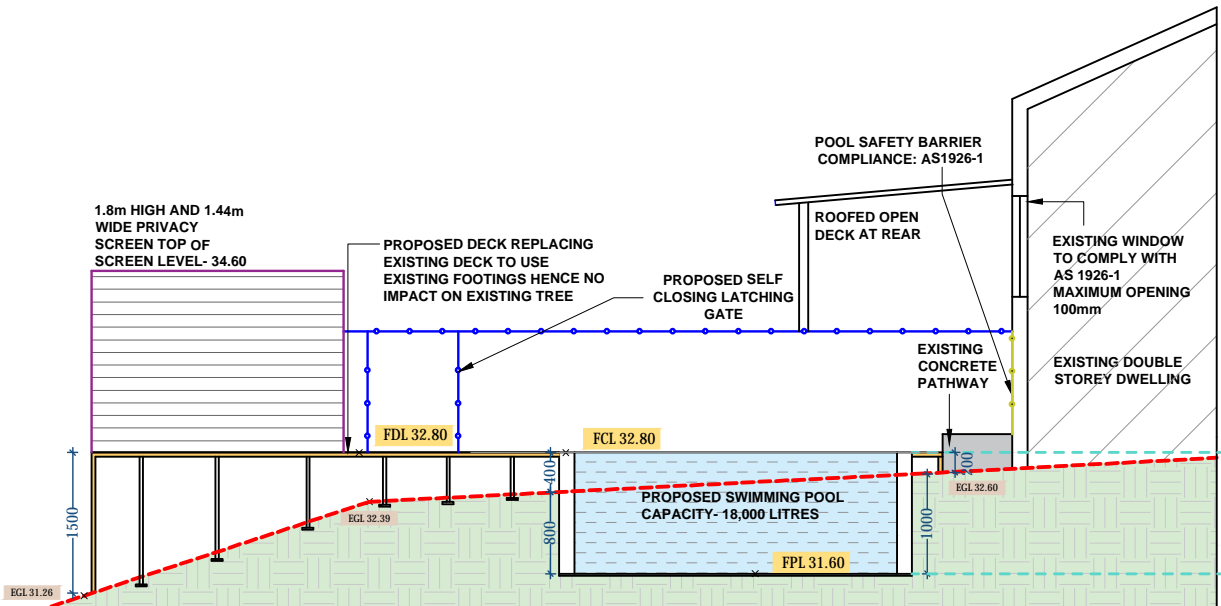 POOL SAFETY BARRIER
COMPLIANCE: AS1926-1
1.8m HIGH AND 1.44m
WIDE PRIVACY
SCREEN TOP OF
SCREEN LEVEL- 34.60
PROPOSED DECK REPLACING
EXISTING DECK TO USE
EXISTING FOOTINGS HENCE NO
IMPACT ON EXISTING TREE
PROPOSED SELF
CLOSING LATCHING
GATE
ROOFED OPEN
DECK AT REAR
EXISTING WINDOW
TO COMPLY WITH
AS 1926-1
MAXIMUM OPENING
100mm
EXISTING
CONCRETE
PATHWAY
EXISTING DOUBLE
STOREY DWELLING
FDL 32.80
FCL 32.80
400
200
EGL 32.60
PROPOSED SWIMMING POOL
CAPACITY- 18,000 LITRES
EGL 32.39
1500
800
1000
FPL 31.60
EGL 31.26